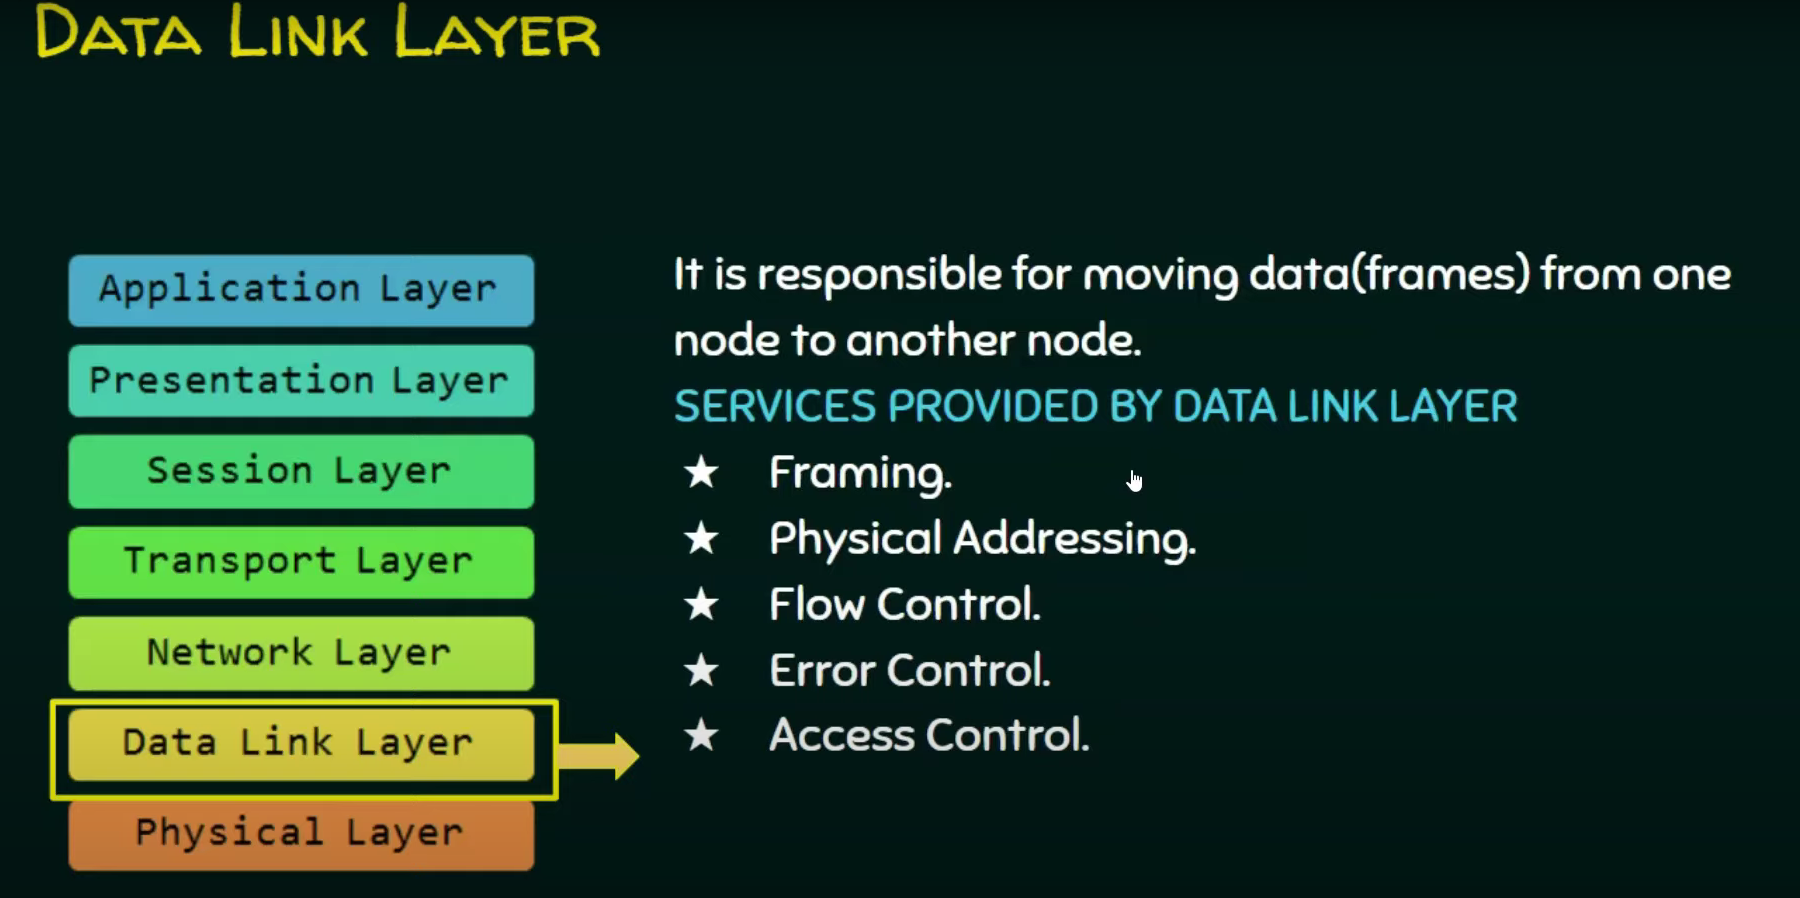 DATA LINK LAYER
Application Layer
Presentation Layer
Session Layer
Transport Layer
Network Layer
Data Link Layer
Physical Layer
It is responsible for moving data(frames) from one
node to another node.
SERVICES PROVIDED BY DATA LINK LAYER
★ Framing.
★ Physical Addressing.
★ Flow Control.
★ Error Control.
★ Access Control.